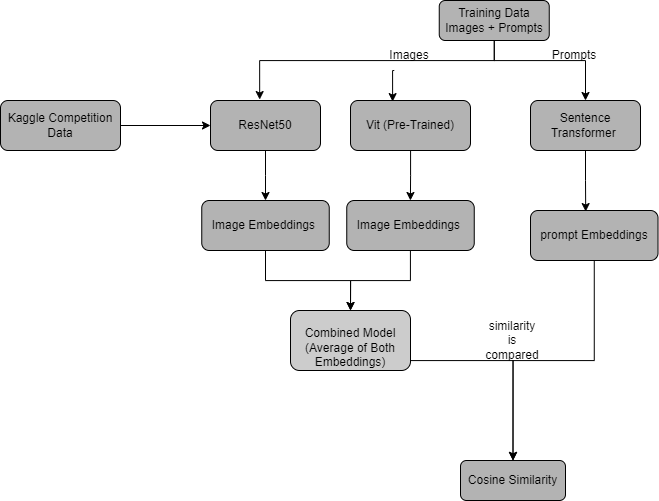 Training Data
Images + Prompts
Images
Prompts
Kaggle Competition
Data
ResNet50
Vit (Pre-Trained)
Sentence
Transformer
Image Embeddings
Image Embeddings
prompt Embeddings
Combined Model
(Average of Both
Embeddings)
similarity
is
compared
Cosine Similarity